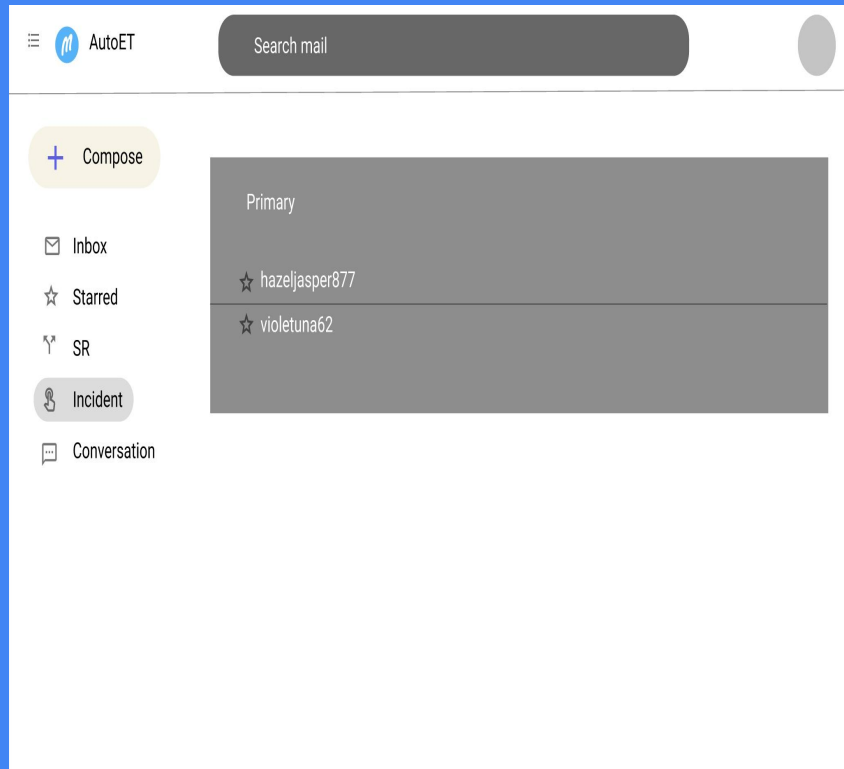 AutoET
Search mail
Compose
Inbox
Starred
SR
Incident
Conversation
Primary
hazeljasper877
violetuna62